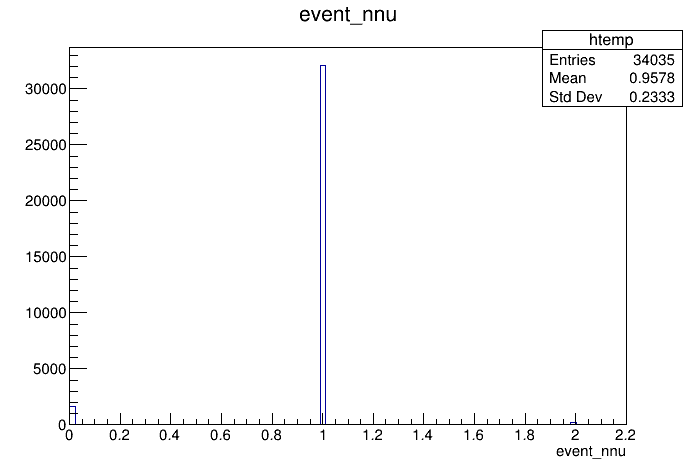 event_nnu
htemp
Entries 34035
Mean 0.9578
Std Dev 0.2333
30000
25000
20000
15000
10000
5000
0
0 0.2 0.4 0.6 0.8 1 1.2 1.4 1.6 1.8 2 2.2
event_nnu